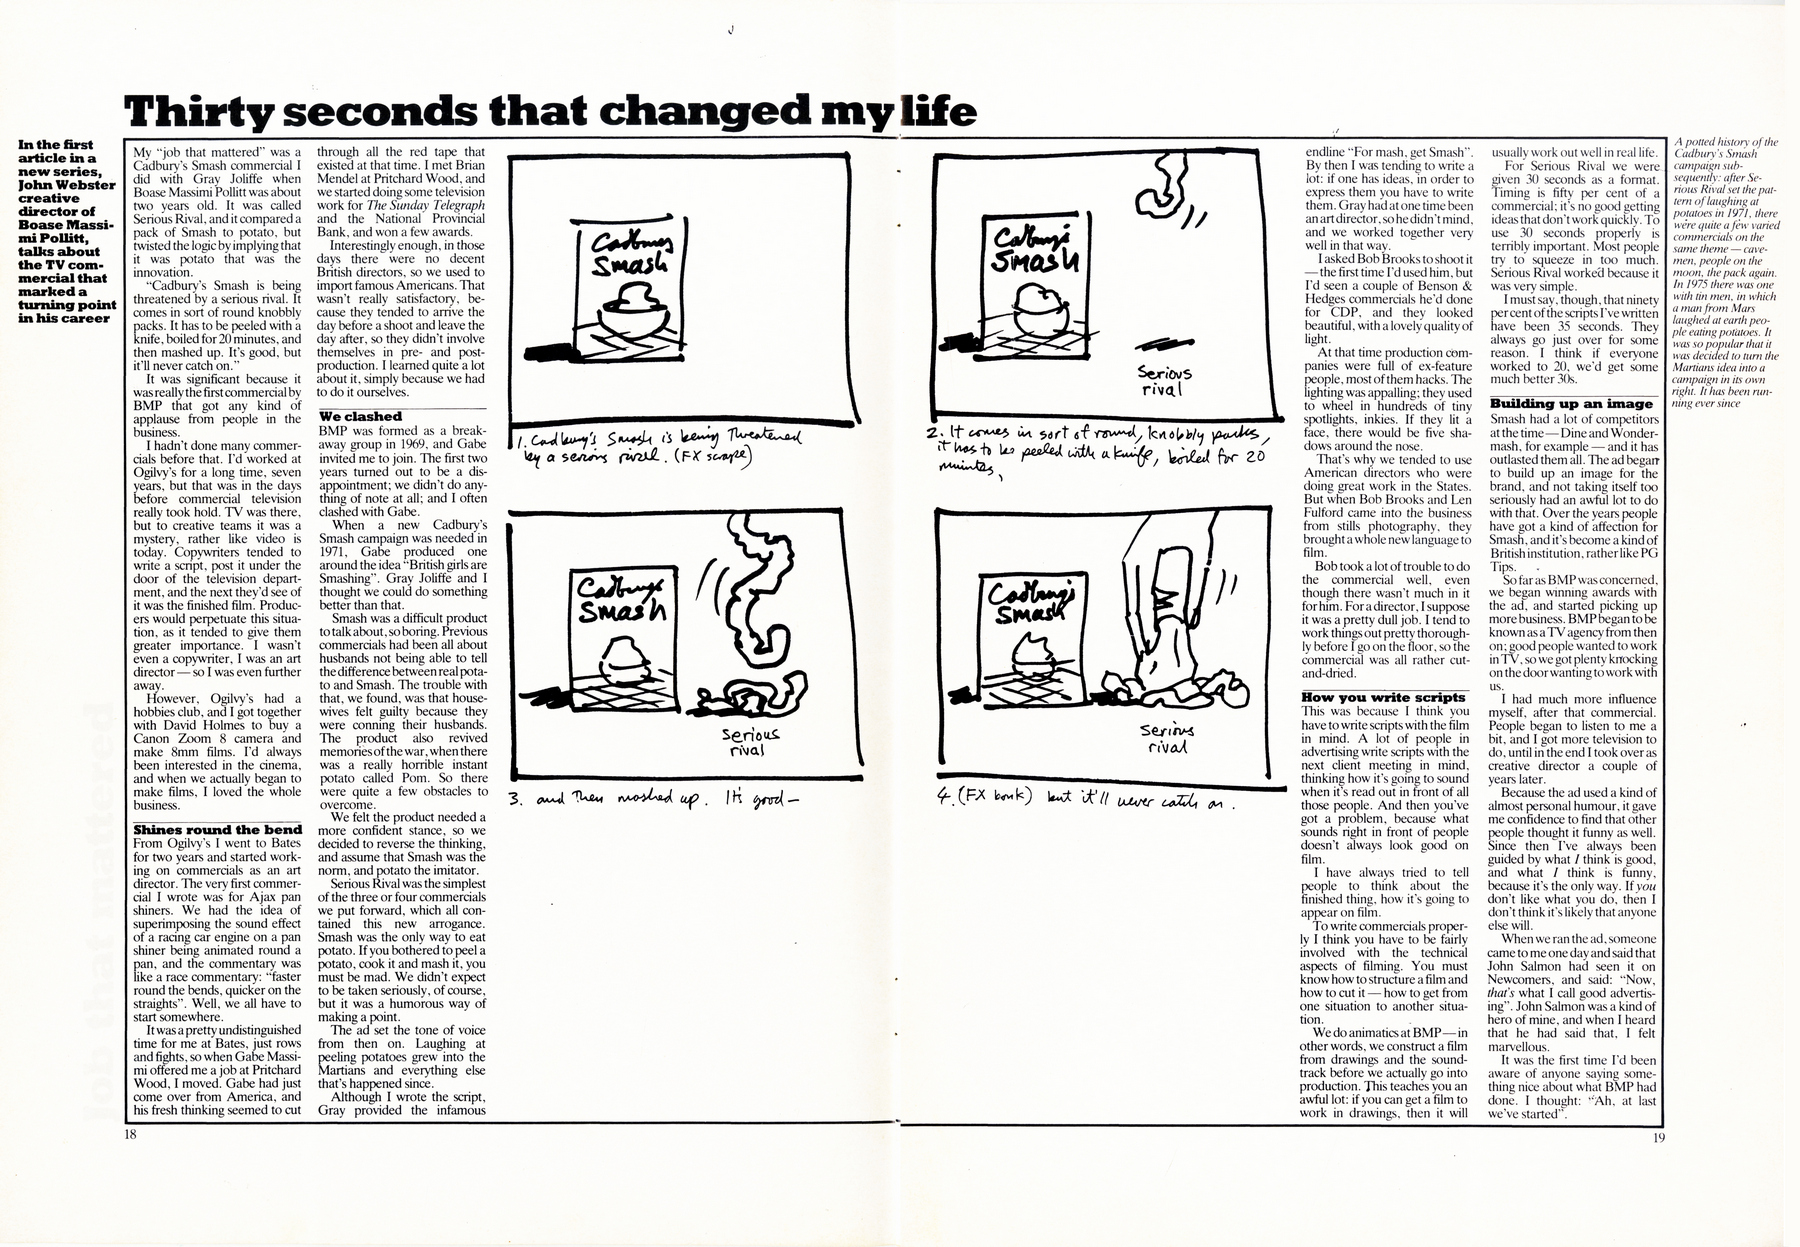 Thirty seconds that changed my life
In the first
article in a
new series,
John Webster
creative
director of
Boase Massi-
mi Pollitt,
talks about
the TV com-
mercial that
marked a
turning point
in his career
My “job that mattered” was a
Cadbury's Smash commercial I
did with Gray Joliffe when
Boase Massimi Pollitt was about
two years old. It was called
Serious Rival, and it compared a
pack of Smash to potato, but
twisted the logic by implying that
it was potato that was the
innovation.
“Cadbury's Smash is being
threatened by a serious rival. It
comes in sort of round knobbly
packs. It has to be peeled with a
knife, boiled for 20 minutes, and
then mashed up. It's good, but
it'll never catch on.”
It was significant because it
was really the first commercial by
BMP that got any kind of
applause from people in the
business.
I hadn't done many commer-
cials before that. I'd worked at
Ogilvy's for a long time, seven
years, but that was in the days
before commercial television
really took hold. TV was there,
but to creative teams it was a
mystery, rather like video is
today. Copywriters tended to
write a script, post it under the
door of the television depart-
ment, and the next they'd see of
it was the finished film. Produc-
ers would perpetuate this situa-
tion, as it tended to give them
greater importance. I wasn't
even a copywriter, I was an art
director — so I was even further
away.
However, Ogilvy's had a
hobbies club, and I got together
with David Holmes to buy a
Canon Zoom 8 camera and
make 8mm films. I'd always
been interested in the cinema,
and when we actually began to
make films, I loved the whole
business.
Shines round the bend
From Ogilvy's I went to Bates
for two years and started work-
ing on commercials as an art
director. The very first commer-
cial I wrote was for Ajax pan
shiners. We had the idea of
superimposing the sound effect
of a racing car engine on a pan
shiner being animated round a
pan, and the commentary was
like a race commentary: “faster
round the bends, quicker on the
straights”. Well, we all have to
start somewhere.
It was a pretty undistinguished
time for me at Bates, just rows
and fights, so when Gabe Massi-
mi offered me a job at Pritchard
Wood, I moved. Gabe had just
come over from America, and
his fresh thinking seemed to cut
through all the red tape that
existed at that time. I met Brian
Mendel at Pritchard Wood, and
we started doing some television
work for The Sunday Telegraph
and the National Provincial
Bank, and won a few awards.
Interestingly enough, in those
days there were no decent
British directors, so we used to
import famous Americans. That
wasn't really satisfactory, be-
cause they tended to arrive the
day before a shoot and leave the
day after, so they didn't involve
themselves in pre- and post-
production. I learned quite a lot
about it, simply because we had
to do it ourselves.
We clashed
BMP was formed as a break-
away group in 1969, and Gabe
invited me to join. The first two
years turned out to be a dis-
appointment; we didn't do any-
thing of note at all; and I often
clashed with Gabe.
When a new Cadbury's
Smash campaign was needed in
1971, Gabe produced one
around the idea “British girls are
Smashing”. Gray Joliffe and I
thought we could do something
better than that.
Smash was a difficult product
to talk about, so boring. Previous
commercials had been all about
husbands not being able to tell
the difference between real pota-
to and Smash. The trouble with
that, we found, was that house-
wives felt guilty because they
were conning their husbands.
The product also revived
memories of the war, when there
was a really horrible instant
potato called Pom. So there
were quite a few obstacles to
overcome.
We felt the product needed a
more confident stance, so we
decided to reverse the thinking,
and assume that Smash was the
norm, and potato the imitator.
Serious Rival was the simplest
of the three or four commercials
we put forward, which all con-
tained this new arrogance.
Smash was the only way to eat
potato. If you bothered to peel a
potato, cook it and mash it, you
must be mad. We didn't expect
to be taken seriously, of course,
but it was a humorous way of
making a point.
The ad set the tone of voice
from then on. Laughing at
peeling potatoes grew into the
Martians and everything else
that's happened since.
Although I wrote the script,
Gray provided the infamous
Cadburys
Smash
1. Cadbury's Smash is being threatened
by a serious rival. (FX scrape)
Cadbury's
Smash
Serious
rival
2. It comes in sort of round, knobbly packs,
it has to be peeled with a knife, boiled for 20
minutes,
Cadburys
Smash
Serious
rival
3. and then mashed up. It's good —
Cadbury's
Smash
Serious
rival
4. (FX bonk) but it'll never catch on.
endline “For mash, get Smash”.
By then I was tending to write a
lot: if one has ideas, in order to
express them you have to write
them. Gray had at one time been
an art director, so he didn't mind,
and we worked together very
well in that way.
I asked Bob Brooks to shoot it
— the first time I'd used him, but
I'd seen a couple of Benson &
Hedges commercials he'd done
for CDP, and they looked
beautiful, with a lovely quality of
light.
At that time production com-
panies were full of ex-feature
people, most of them hacks. The
lighting was appalling; they used
to wheel in hundreds of tiny
spotlights, inkies. If they lit a
face, there would be five sha-
dows around the nose.
That's why we tended to use
American directors who were
doing great work in the States.
But when Bob Brooks and Len
Fulford came into the business
from stills photography, they
brought a whole new language to
film.
Bob took a lot of trouble to do
the commercial well, even
though there wasn't much in it
for him. For a director, I suppose
it was a pretty dull job. I tend to
work things out pretty thorough-
ly before I go on the floor, so the
commercial was all rather cut-
and-dried.
How you write scripts
This was because I think you
have to write scripts with the film
in mind. A lot of people in
advertising write scripts with the
next client meeting in mind,
thinking how it's going to sound
when it's read out in front of all
those people. And then you've
got a problem, because what
sounds right in front of people
doesn't always look good on
film.
I have always tried to tell
people to think about the
finished thing, how it's going to
appear on film.
To write commercials proper-
ly I think you have to be fairly
involved with the technical
aspects of filming. You must
know how to structure a film and
how to cut it — how to get from
one situation to another situa-
tion.
We do animatics at BMP — in
other words, we construct a film
from drawings and the sound-
track before we actually go into
production. This teaches you an
awful lot: if you can get a film to
work in drawings, then it will
usually work out well in real life.
For Serious Rival we were
given 30 seconds as a format.
Timing is fifty per cent of a
commercial; it's no good getting
ideas that don't work quickly. To
use 30 seconds properly is
terribly important. Most people
try to squeeze in too much.
Serious Rival worked because it
was very simple.
I must say, though, that ninety
per cent of the scripts I've written
have been 35 seconds. They
always go just over for some
reason. I think if everyone
worked to 20, we'd get some
much better 30s.
Building up an image
Smash had a lot of competitors
at the time — Dine and Wonder-
mash, for example — and it has
outlasted them all. The ad began
to build up an image for the
brand, and not taking itself too
seriously had an awful lot to do
with that. Over the years people
have got a kind of affection for
Smash, and it's become a kind of
British institution, rather like PG
Tips.
So far as BMP was concerned,
we began winning awards with
the ad, and started picking up
more business. BMP began to be
known as a TV agency from then
on; good people wanted to work
in TV, so we got plenty knocking
on the door wanting to work with
us.
I had much more influence
myself, after that commercial.
People began to listen to me a
bit, and I got more television to
do, until in the end I took over as
creative director a couple of
years later.
Because the ad used a kind of
almost personal humour, it gave
me confidence to find that other
people thought it funny as well.
Since then I've always been
guided by what I think is good,
and what I think is funny,
because it's the only way. If you
don't like what you do, then I
don't think it's likely that anyone
else will.
When we ran the ad, someone
came to me one day and said that
John Salmon had seen it on
Newcomers, and said: “Now,
that's what I call good advertis-
ing”. John Salmon was a kind of
hero of mine, and when I heard
that he had said that, I felt
marvellous.
It was the first time I'd been
aware of anyone saying some-
thing nice about what BMP had
done. I thought: “Ah, at last
we've started”.
A potted history of the
Cadbury's Smash
campaign sub-
sequently: after Se-
rious Rival set the pat-
tern of laughing at
potatoes in 1971, there
were quite a few varied
commercials on the
same theme — cave-
men, people on the
moon, the pack again.
In 1975 there was one
with tin men, in which
a man from Mars
laughed at earth peo-
ple eating potatoes. It
was so popular that it
was decided to turn the
Martians idea into a
campaign in its own
right. It has been run-
ning ever since
18
19
job that mattered